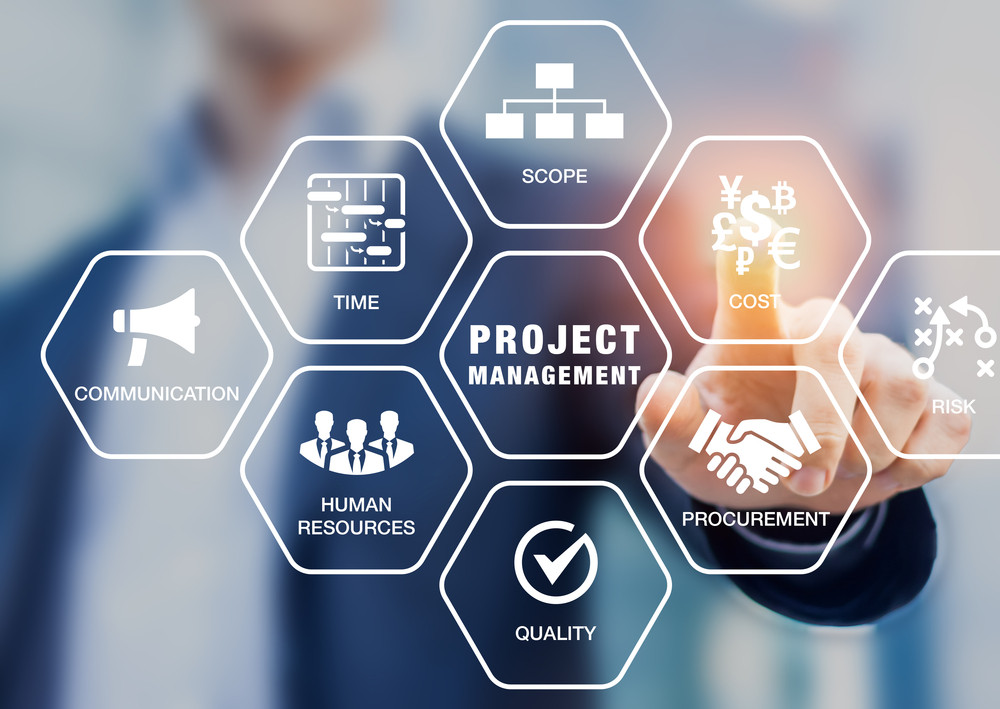 SCOPE
TIME
COST
COMMUNICATION
PROJECT
MANAGEMENT
RISK
HUMAN
RESOURCES
PROCUREMENT
QUALITY